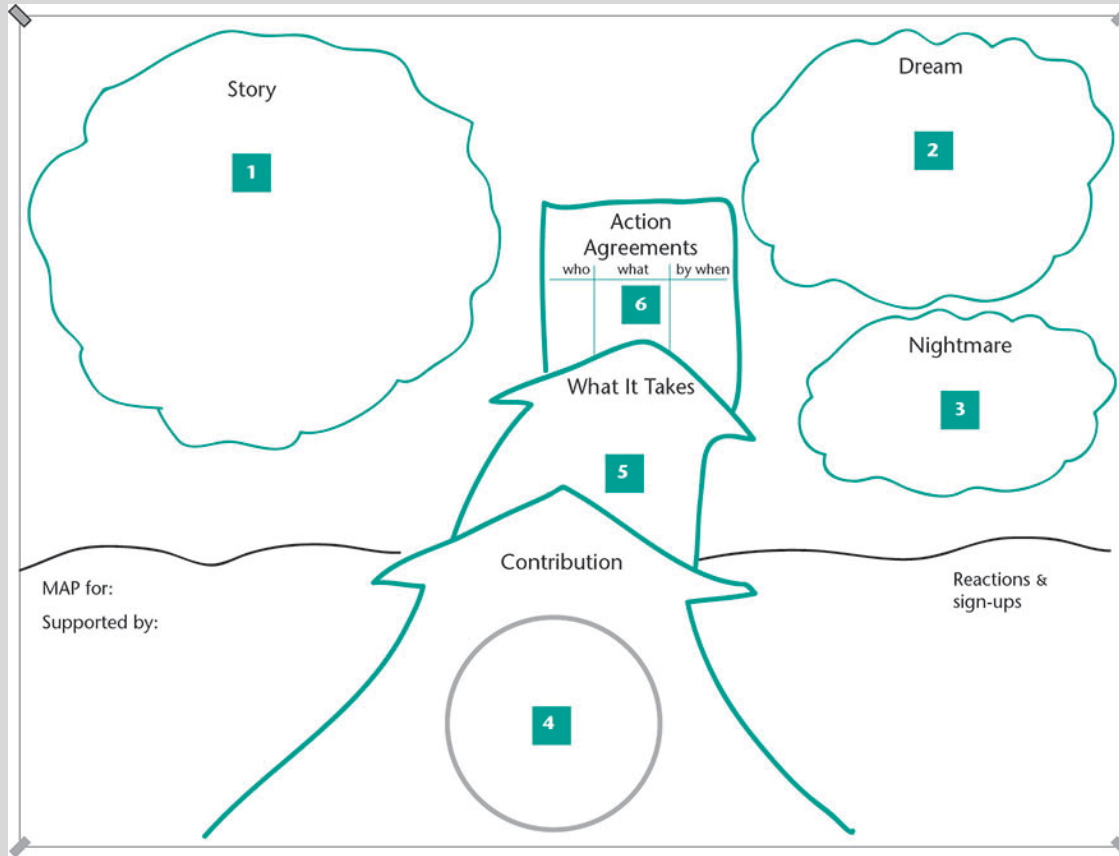 Story
1
Dream
2
Action
Agreements
who what by when
6
Nightmare
3
What It Takes
5
Contribution
4
MAP for:
Supported by:
Reactions &
sign-ups